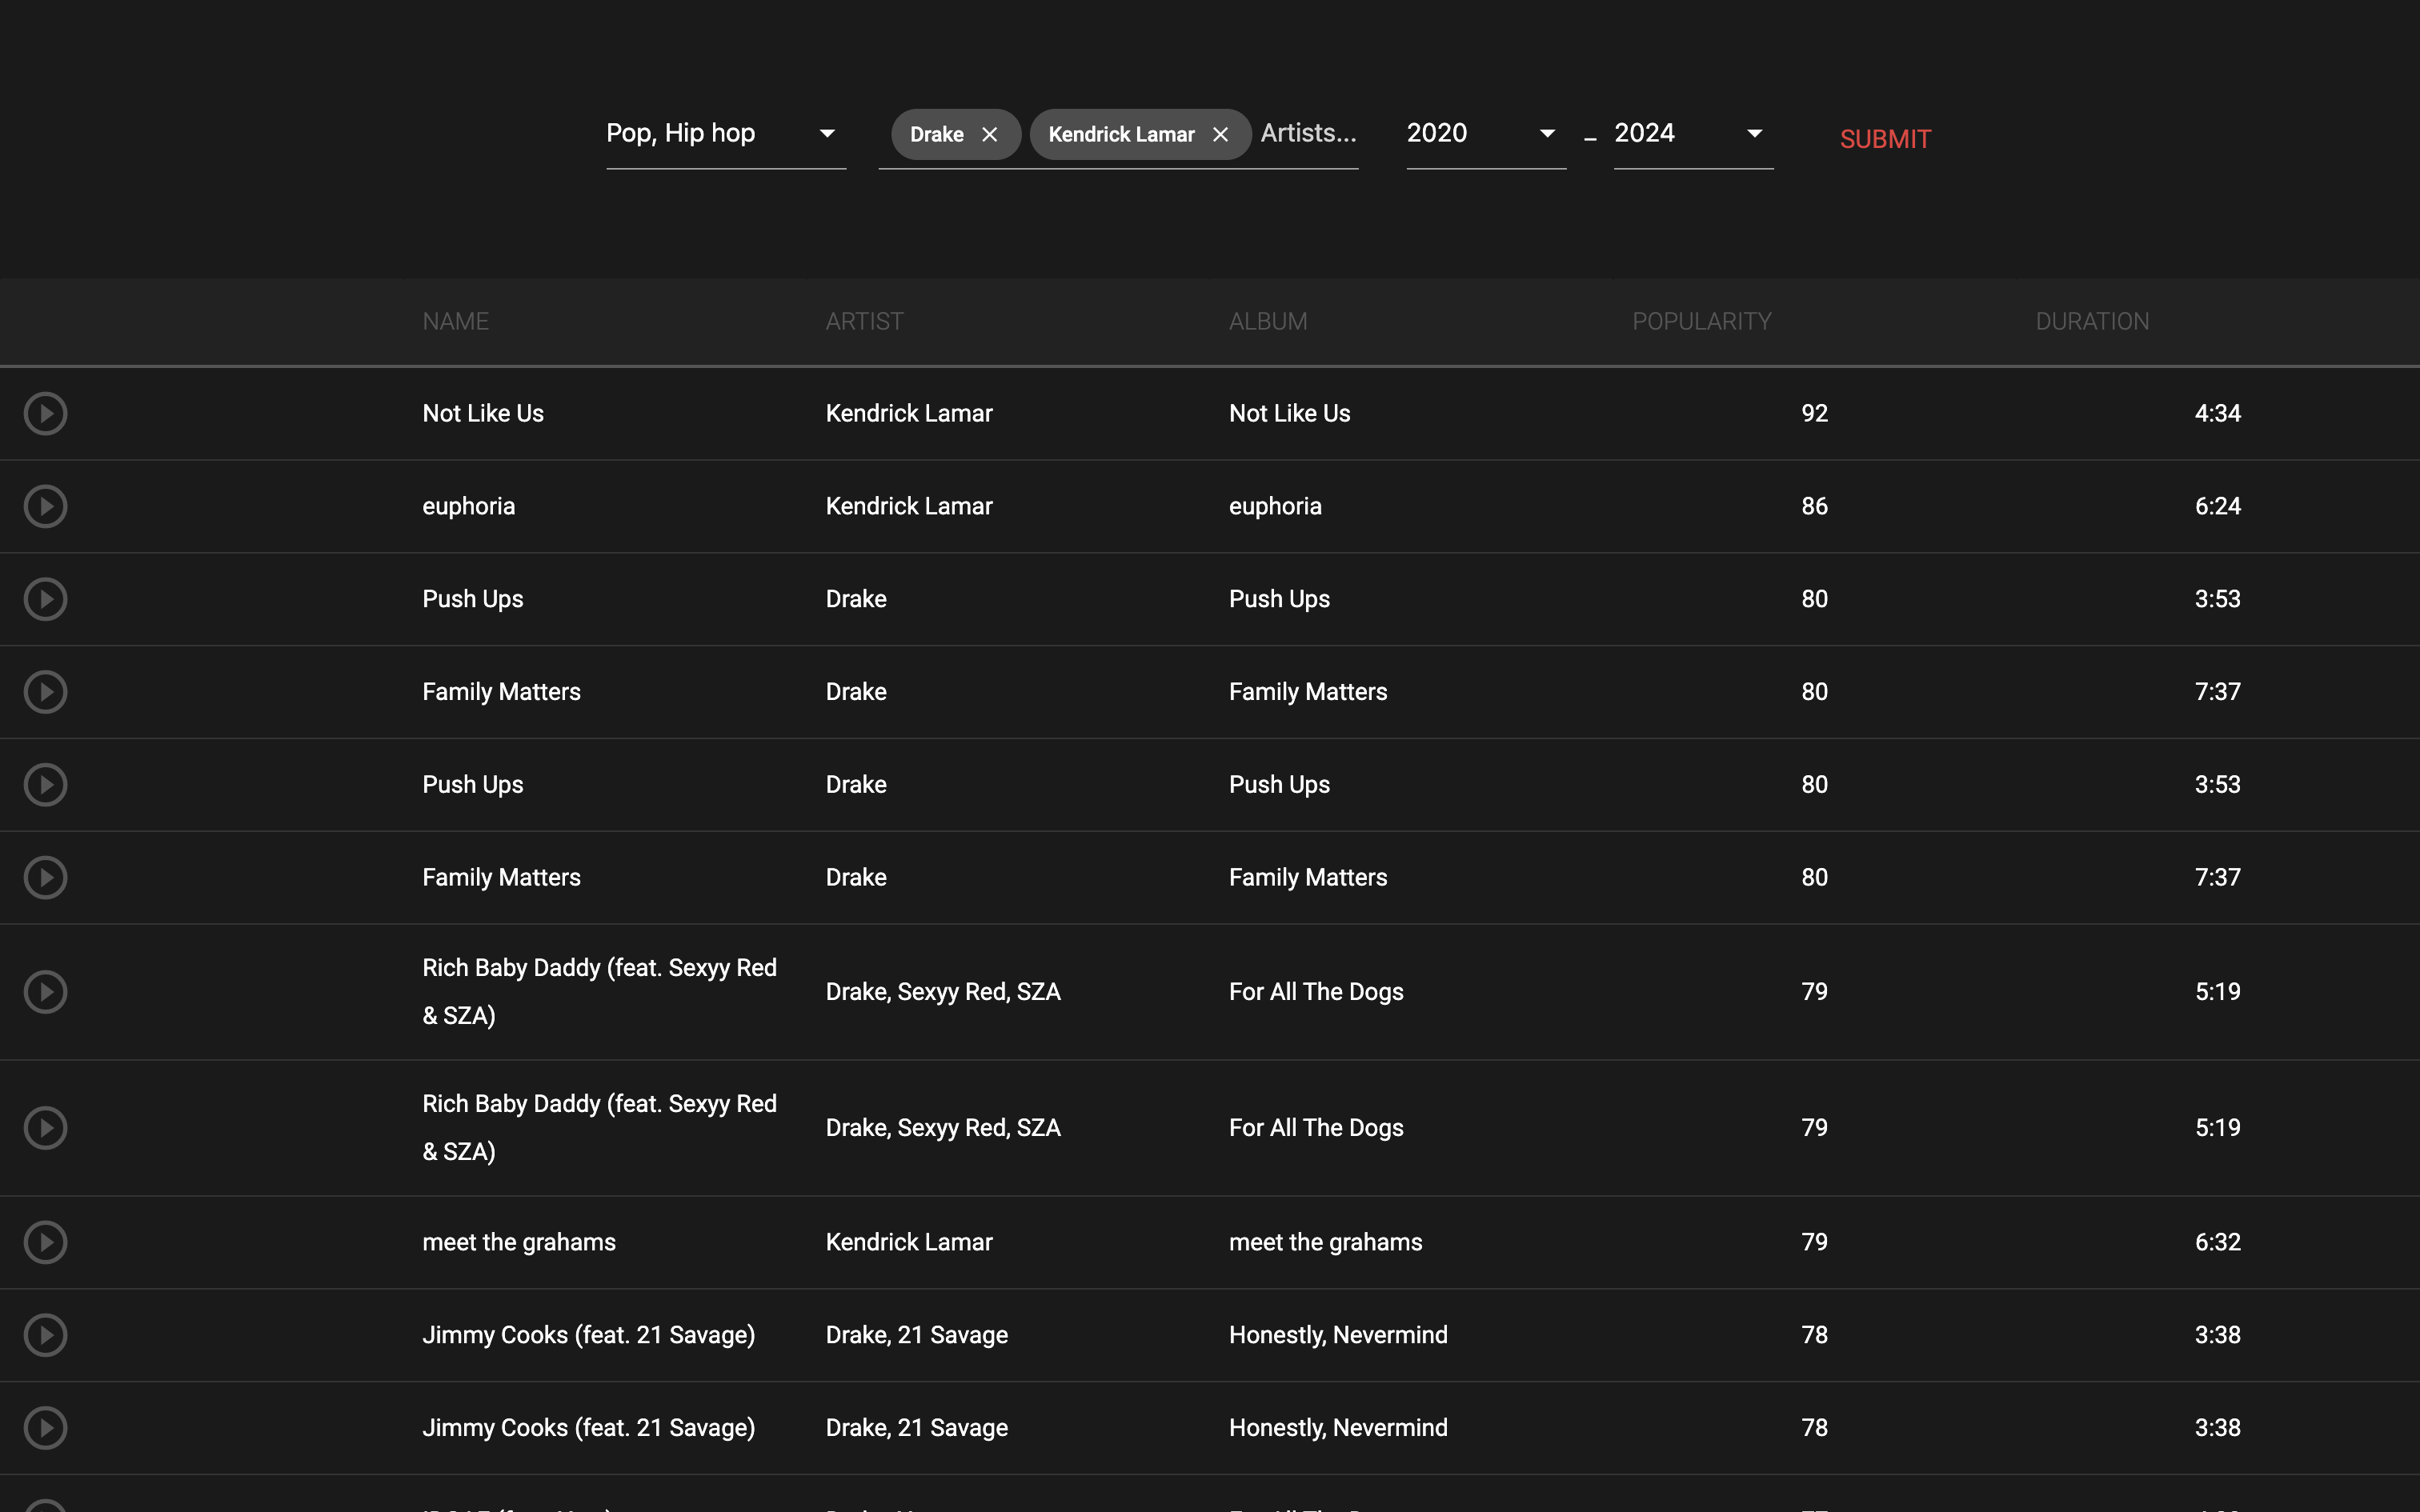 Pop, Hip hop Drake Kendrick Lamar Artists... 2020 – 2024 SUBMIT
NAME ARTIST ALBUM POPULARITY DURATION
Not Like Us Kendrick Lamar Not Like Us 92 4:34
euphoria Kendrick Lamar euphoria 86 6:24
Push Ups Drake Push Ups 80 3:53
Family Matters Drake Family Matters 80 7:37
Push Ups Drake Push Ups 80 3:53
Family Matters Drake Family Matters 80 7:37
Rich Baby Daddy (feat. Sexyy Red
& SZA) Drake, Sexyy Red, SZA For All The Dogs 79 5:19
Rich Baby Daddy (feat. Sexyy Red
& SZA) Drake, Sexyy Red, SZA For All The Dogs 79 5:19
meet the grahams Kendrick Lamar meet the grahams 79 6:32
Jimmy Cooks (feat. 21 Savage) Drake, 21 Savage Honestly, Nevermind 78 3:38
Jimmy Cooks (feat. 21 Savage) Drake, 21 Savage Honestly, Nevermind 78 3:38